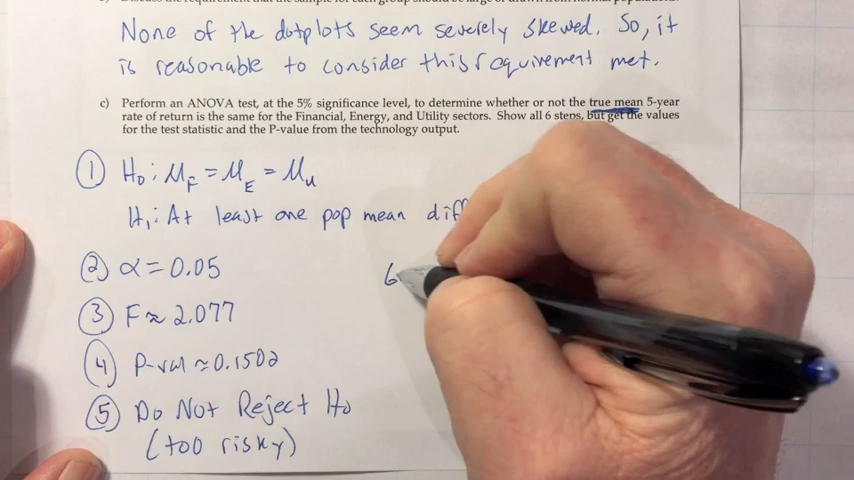 None of the dotplots seem severely skewed. So, it
is reasonable to consider this requirement met.
c) Perform an ANOVA test, at the 5% significance level, to determine whether or not the true mean 5-year
rate of return is the same for the Financial, Energy, and Utility sectors. Show all 6 steps, but get the values
for the test statistic and the P-value from the technology output.
① H₀: μ_F = μ_E = μ_u
H₁: At least one pop mean diff
② α = 0.05
③ F ≈ 2.077
④ P-val ≈ 0.1502
⑤ Do Not Reject H₀
(too risky)
6